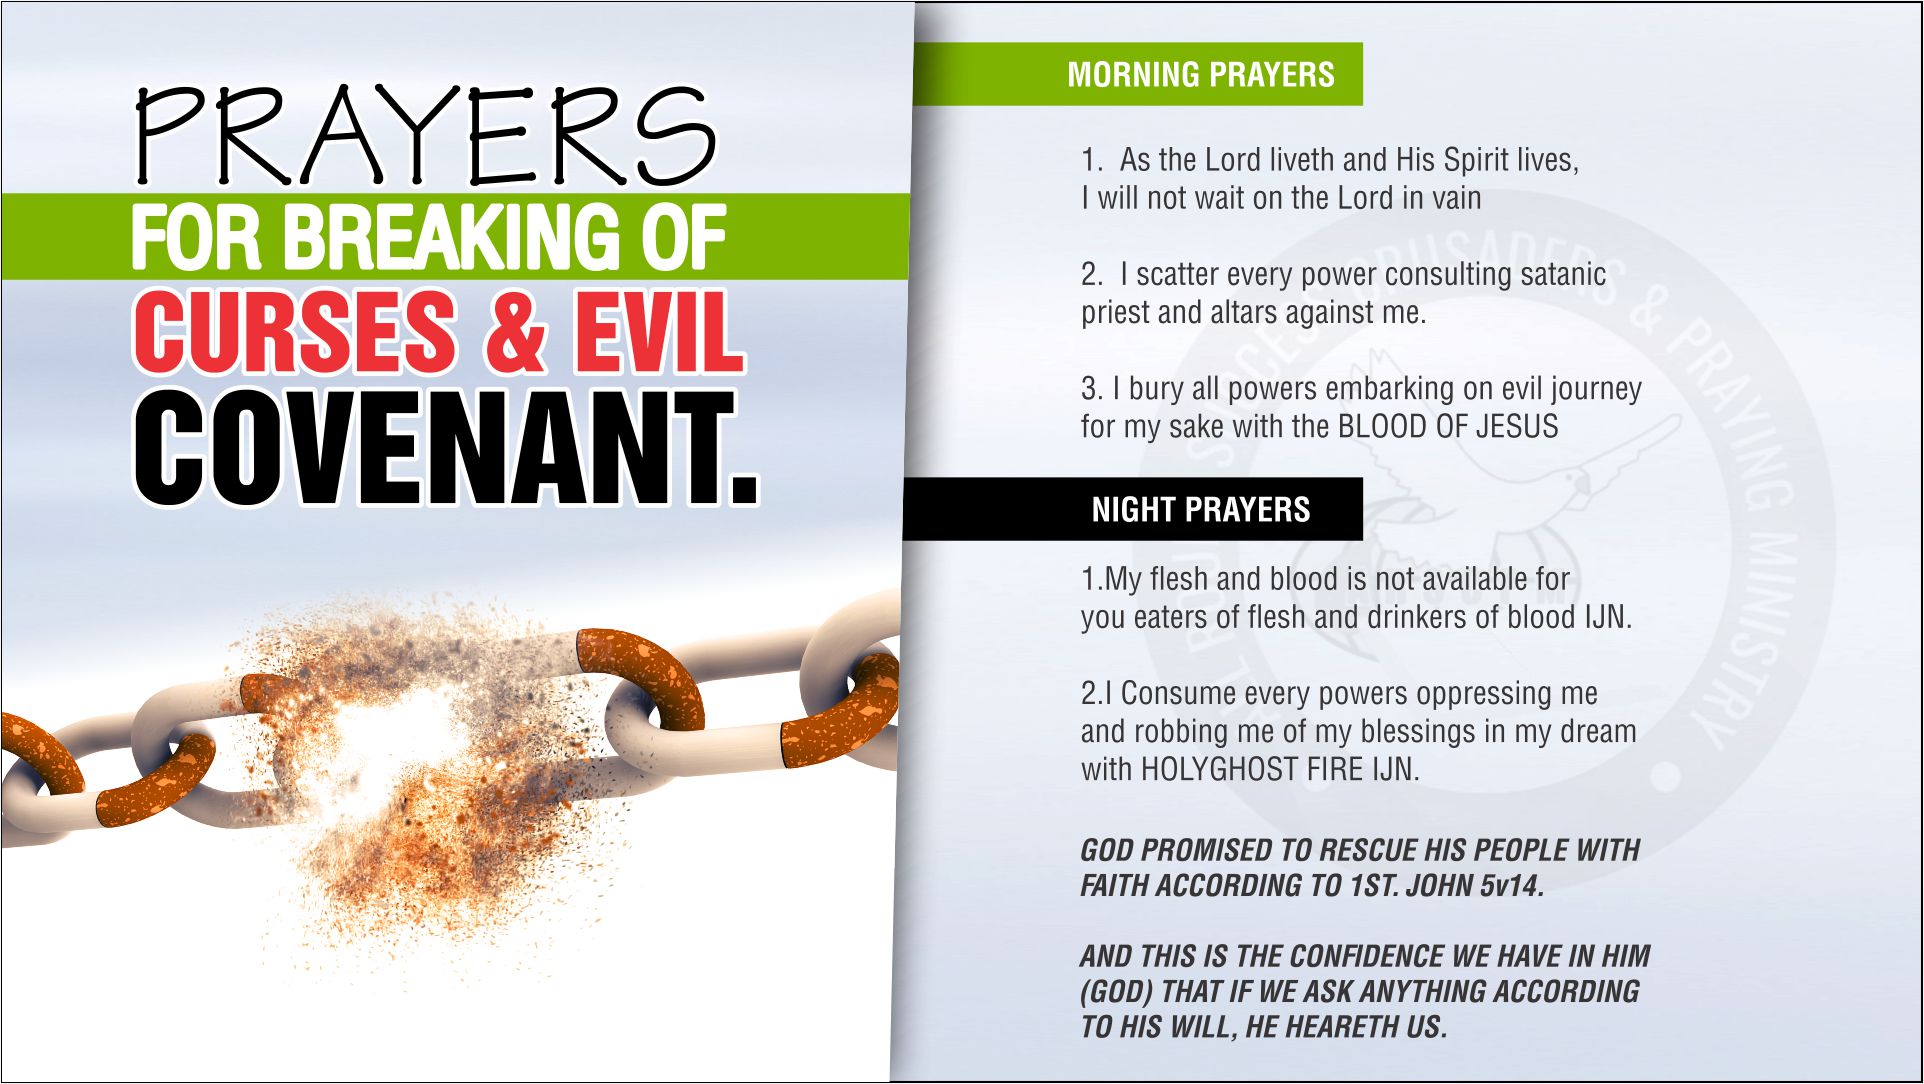 PRAYERS
FOR BREAKING OF
CURSES & EVIL
COVENANT.
MORNING PRAYERS
1. As the Lord liveth and His Spirit lives,
I will not wait on the Lord in vain
2. I scatter every power consulting satanic
priest and altars against me.
3. I bury all powers embarking on evil journey
for my sake with the BLOOD OF JESUS
NIGHT PRAYERS
1.My flesh and blood is not available for
you eaters of flesh and drinkers of blood IJN.
2.I Consume every powers oppressing me
and robbing me of my blessings in my dream
with HOLYGHOST FIRE IJN.
GOD PROMISED TO RESCUE HIS PEOPLE WITH
FAITH ACCORDING TO 1ST. JOHN 5v14.
AND THIS IS THE CONFIDENCE WE HAVE IN HIM
(GOD) THAT IF WE ASK ANYTHING ACCORDING
TO HIS WILL, HE HEARETH US.
CRUSADERS & PRAYING MINISTRY